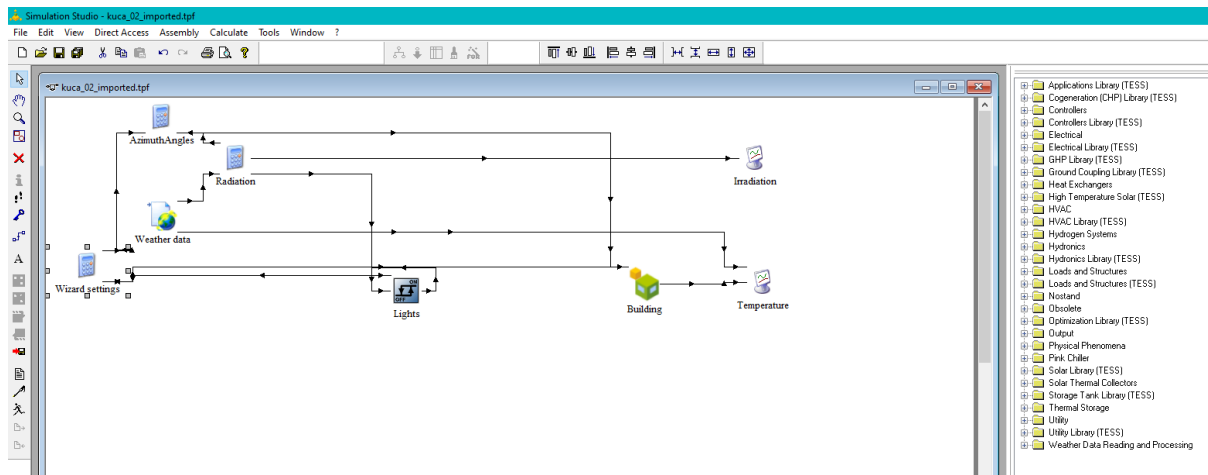 Simulation Studio - kuca_02_imported.tpf
File Edit View Direct Access Assembly Calculate Tools Window ?
kuca_02_imported.tpf
AzimuthAngles
Radiation
Irradiation
Weather data
Wizard settings
ON
OFF
Lights
Building
Temperature
A
Applications Library (TESS)
Cogeneration (CHP) Library (TESS)
Controllers
Controllers Library (TESS)
Electrical
Electrical Library (TESS)
GHP Library (TESS)
Ground Coupling Library (TESS)
Heat Exchangers
High Temperature Solar (TESS)
HVAC
HVAC Library (TESS)
Hydrogen Systems
Hydronics
Hydronics Library (TESS)
Loads and Structures
Loads and Structures (TESS)
Nostand
Obsolete
Optimization Library (TESS)
Output
Physical Phenomena
Pink Chiller
Solar Library (TESS)
Solar Thermal Collectors
Storage Tank Library (TESS)
Thermal Storage
Utility
Utility Library (TESS)
Weather Data Reading and Processing